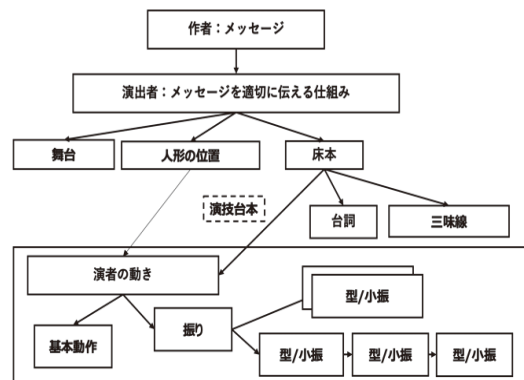 作者：メッセージ
演出者：メッセージを適切に伝える仕組み
舞台
人形の位置
床本
演技台本
台詞
三味線
演者の動き
型/小振
基本動作
振り
型/小振
型/小振
型/小振